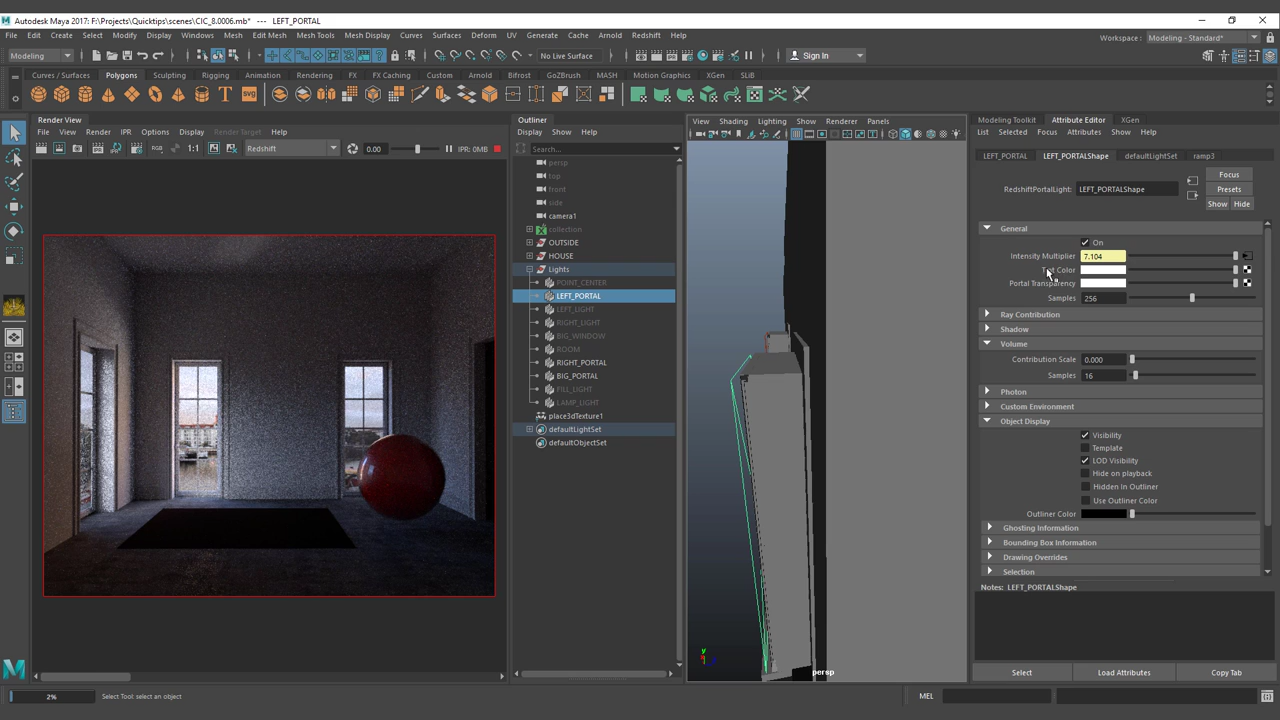 Autodesk Maya 2017: F:\Projects\Quicktips\scenes\CIC_8.0006.mb* --- LEFT_PORTAL
File Edit Create Select Modify Display Windows Mesh Edit Mesh Mesh Tools Mesh Display Curves Surfaces Deform UV Generate Cache Arnold Redshift Help
Workspace : Modeling - Standard*
Modeling
No Live Surface
Sign In
Curves / Surfaces Polygons Sculpting Rigging Animation Rendering FX FX Caching Custom Arnold Bifrost GoZBrush MASH Motion Graphics XGen SLiB
SVG
Render View
File View Render IPR Options Display Render Target Help
Redshift
RGB
1:1
0.00
IPR: 0MB
Outliner
Display Show Help
Search...
persp
top
front
side
camera1
collection
OUTSIDE
HOUSE
Lights
POINT_CENTER
LEFT_PORTAL
LEFT_LIGHT
RIGHT_LIGHT
BIG_WINDOW
ROOM
RIGHT_PORTAL
BIG_PORTAL
FILL_LIGHT
LAMP_LIGHT
place3dTexture1
defaultLightSet
defaultObjectSet
View Shading Lighting Show Renderer Panels
y
persp
Modeling Toolkit Attribute Editor XGen
List Selected Focus Attributes Show Help
LEFT_PORTAL LEFT_PORTALShape defaultLightSet ramp3
RedshiftPortalLight: LEFT_PORTALShape
Focus
Presets
Show Hide
General
On
Intensity Multiplier 7.104
Color
Portal Transparency
Samples 256
Ray Contribution
Shadow
Volume
Contribution Scale 0.000
Samples 16
Photon
Custom Environment
Object Display
Visibility
Template
LOD Visibility
Hide on playback
Hidden In Outliner
Use Outliner Color
Outliner Color
Ghosting Information
Bounding Box Information
Drawing Overrides
Selection
Notes: LEFT_PORTALShape
Select Load Attributes Copy Tab
2% Select Tool: select an object
MEL